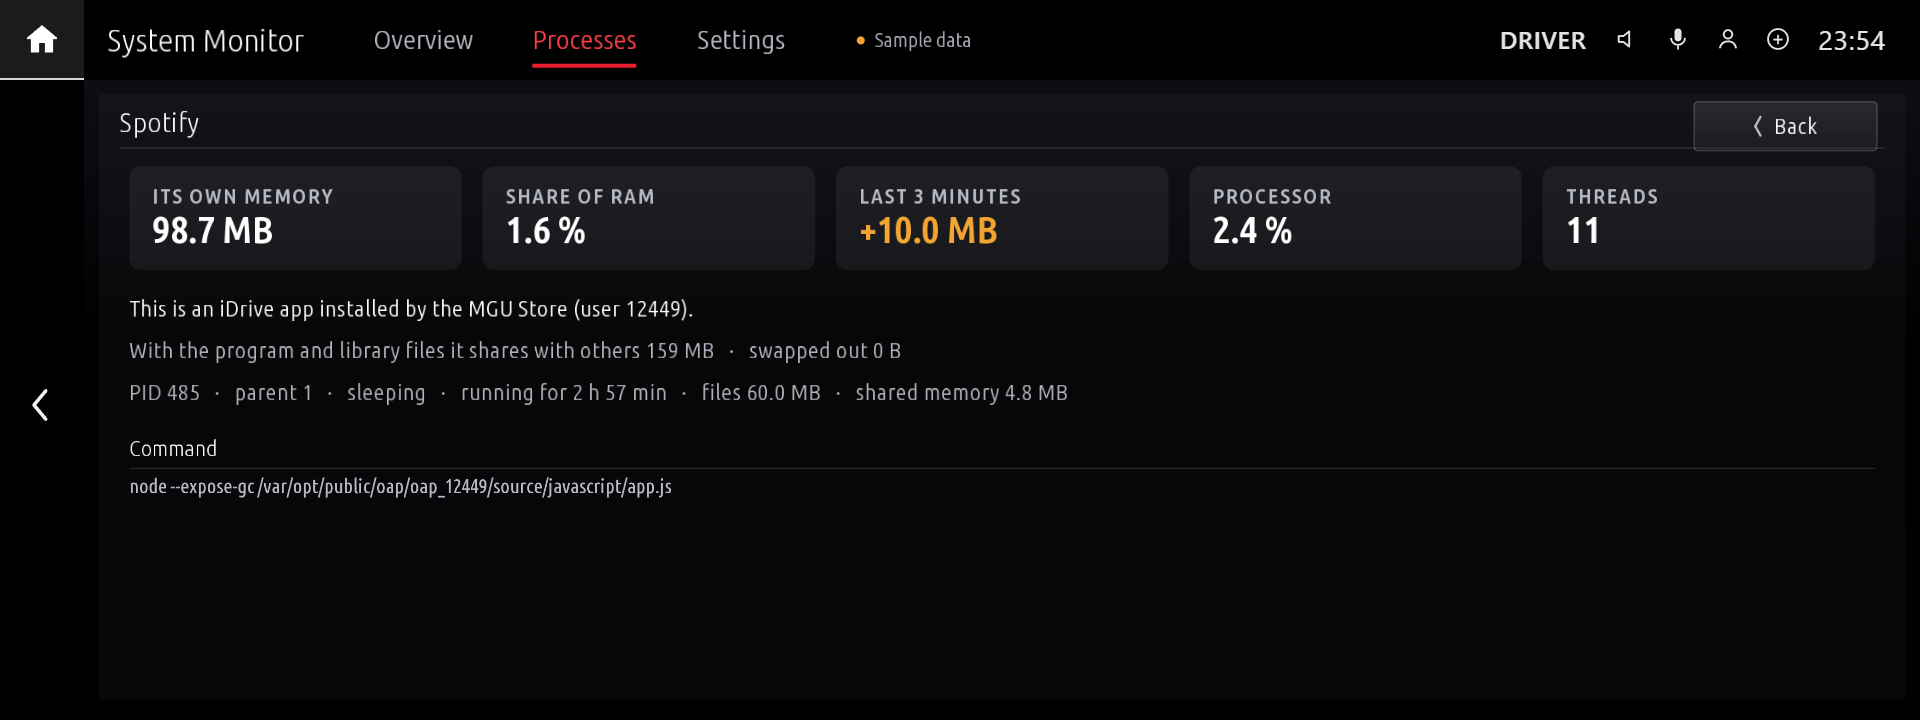 System Monitor Overview Processes Settings Sample data DRIVER 23:54
Spotify
Back
ITS OWN MEMORY
98.7 MB
SHARE OF RAM
1.6 %
LAST 3 MINUTES
+10.0 MB
PROCESSOR
2.4 %
THREADS
11
This is an iDrive app installed by the MGU Store (user 12449).
With the program and library files it shares with others 159 MB · swapped out 0 B
PID 485 · parent 1 · sleeping · running for 2 h 57 min · files 60.0 MB · shared memory 4.8 MB
Command
node --expose-gc /var/opt/public/oap/oap_12449/source/javascript/app.js